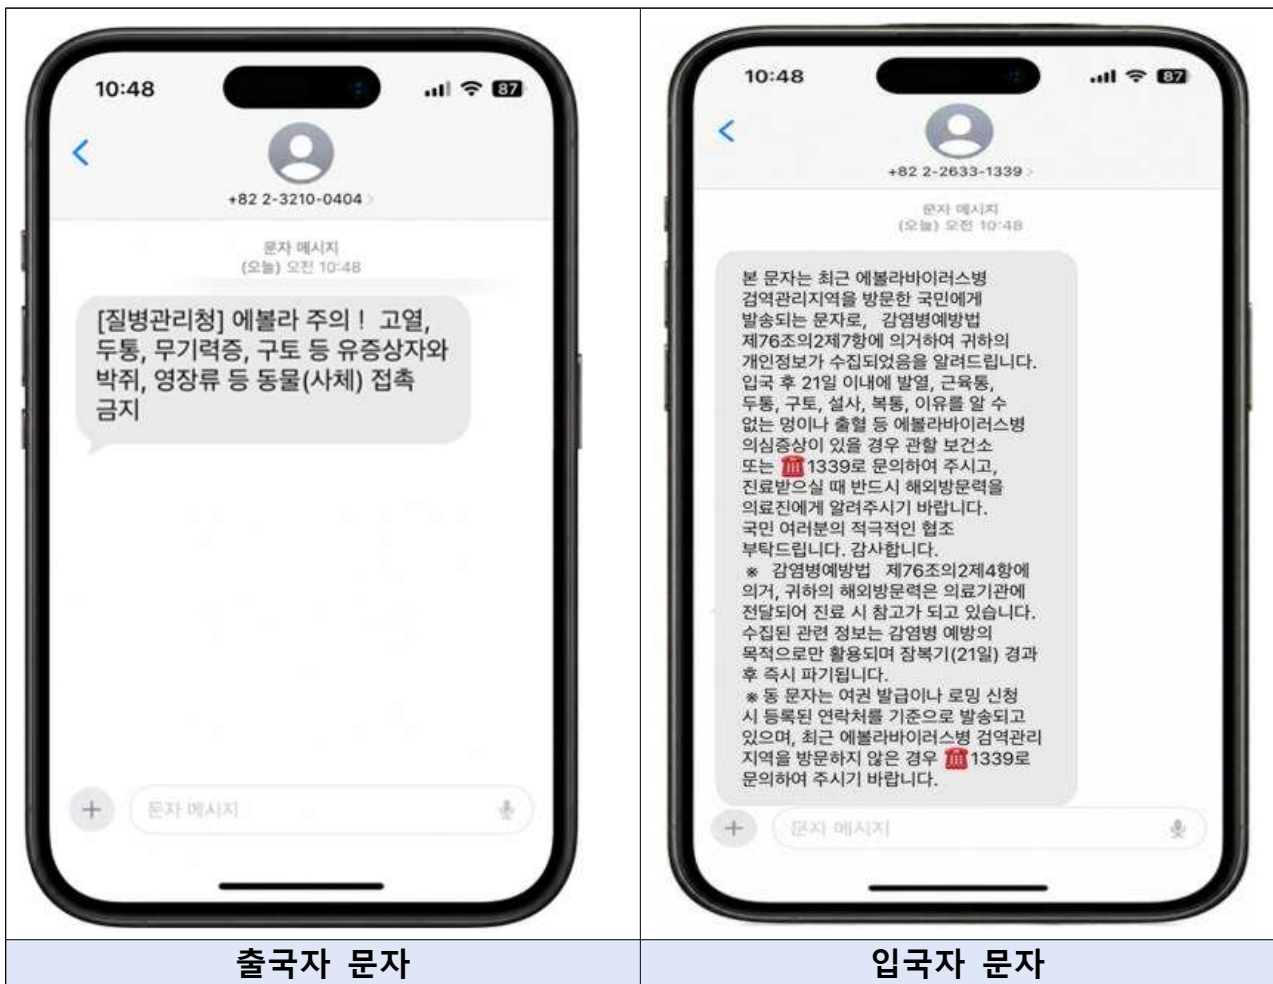 10:48
87
+82 2-3210-0404
문자 메시지
(오늘) 오전 10:48
[질병관리청] 에볼라 주의 ! 고열,
두통, 무기력증, 구토 등 유증상자와
박쥐, 영장류 등 동물(사체) 접촉
금지
문자 메시지
출국자 문자
10:48
87
+82 2-2633-1339
문자 메시지
(오늘) 오전 10:48
본 문자는 최근 에볼라바이러스병
검역관리지역을 방문한 국민에게
발송되는 문자로, 감염병예방법
제76조의2제7항에 의거하여 귀하의
개인정보가 수집되었음을 알려드립니다.
입국 후 21일 이내에 발열, 근육통,
두통, 구토, 설사, 복통, 이유를 알 수
없는 멍이나 출혈 등 에볼라바이러스병
의심증상이 있을 경우 관할 보건소
또는 ☎1339로 문의하여 주시고,
진료받으실 때 반드시 해외방문력을
의료진에게 알려주시기 바랍니다.
국민 여러분의 적극적인 협조
부탁드립니다. 감사합니다.
※ 감염병예방법 제76조의2제4항에
의거, 귀하의 해외방문력은 의료기관에
전달되어 진료 시 참고가 되고 있습니다.
수집된 관련 정보는 감염병 예방의
목적으로만 활용되며 잠복기(21일) 경과
후 즉시 파기됩니다.
※ 동 문자는 여권 발급이나 로밍 신청
시 등록된 연락처를 기준으로 발송되고
있으며, 최근 에볼라바이러스병 검역관리
지역을 방문하지 않은 경우 ☎1339로
문의하여 주시기 바랍니다.
문자 메시지
입국자 문자